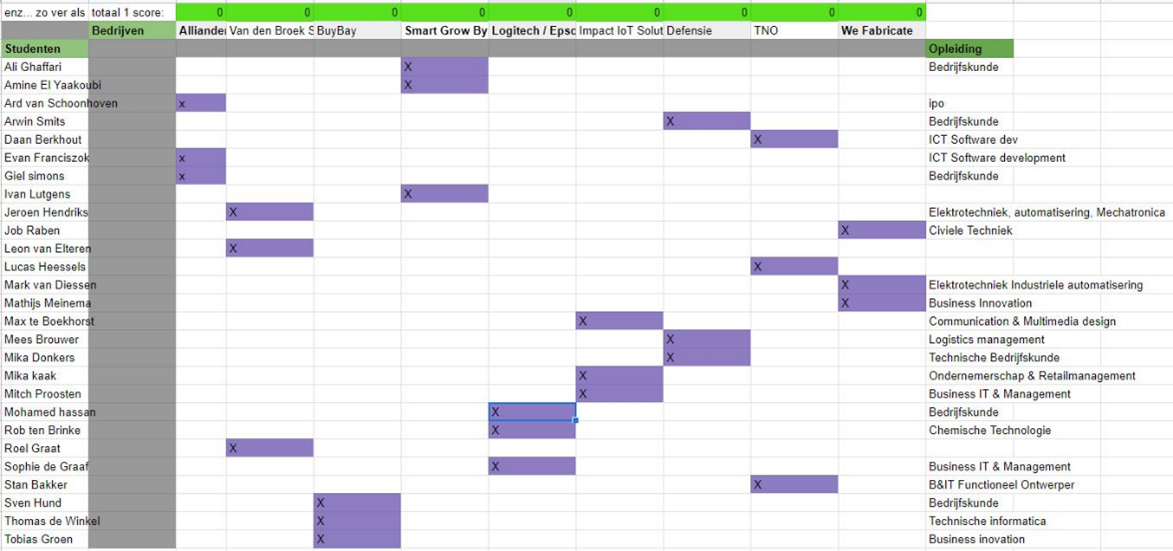 enz... zo ver als totaal 1 score: 0 0 0 0 0 0 0 0 0
Bedrijven Alliander Van den Broek S BuyBay Smart Grow By Logitech / Epso Impact IoT Solut Defensie TNO We Fabricate
Studenten Opleiding
Ali Ghaffari X Bedrijfskunde
Amine El Yaakoubi X
Ard van Schoonhoven x ipo
Arwin Smits X Bedrijfskunde
Daan Berkhout X ICT Software dev
Evan Franciszok x ICT Software development
Giel simons x Bedrijfskunde
Ivan Lutgens X
Jeroen Hendriks X Elektrotechniek, automatisering, Mechatronica
Job Raben X Civiele Techniek
Leon van Elteren X
Lucas Heessels X
Mark van Diessen X Elektrotechniek Industriele automatisering
Mathijs Meinema X Business Innovation
Max te Boekhorst X Communication & Multimedia design
Mees Brouwer X Logistics management
Mika Donkers X Technische Bedrijfskunde
Mika kaak X Ondernemerschap & Retailmanagement
Mitch Proosten X Business IT & Management
Mohamed hassan X Bedrijfskunde
Rob ten Brinke X Chemische Technologie
Roel Graat X
Sophie de Graaf X Business IT & Management
Stan Bakker X B&IT Functioneel Ontwerper
Sven Hund X Bedrijfskunde
Thomas de Winkel X Technische informatica
Tobias Groen X Business inovation